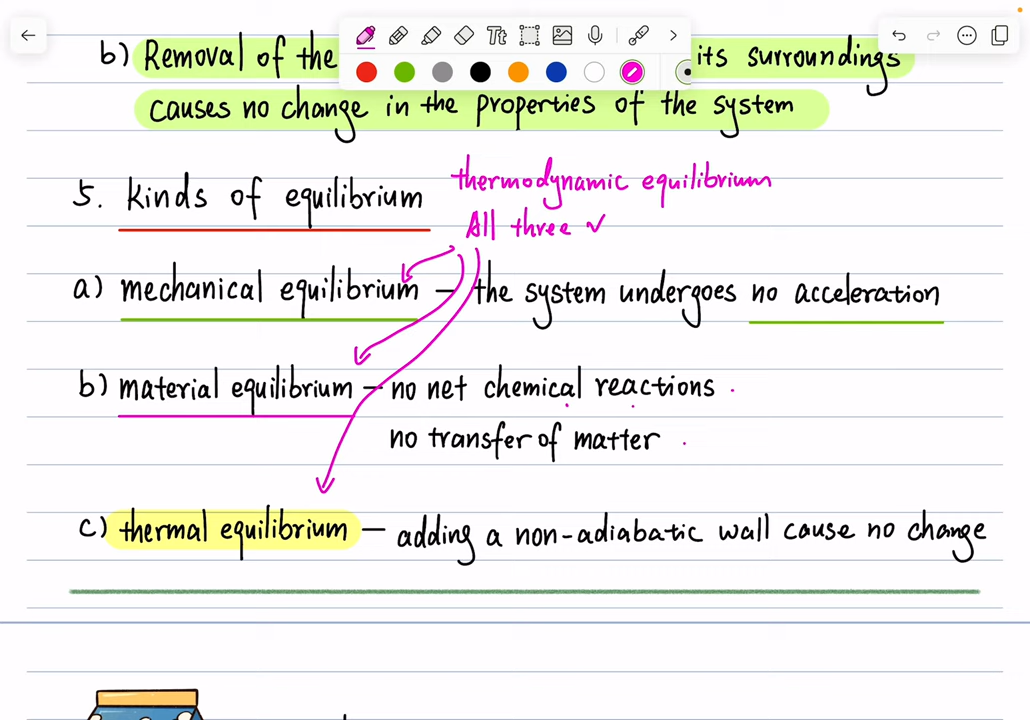 b) Removal of the its surroundings
causes no change in the properties of the system
5. Kinds of equilibrium
thermodynamic equilibrium
All three ✓
a) mechanical equilibrium — the system undergoes no acceleration
b) material equilibrium — no net chemical reactions .
no transfer of matter .
c) thermal equilibrium — adding a non-adiabatic wall cause no change